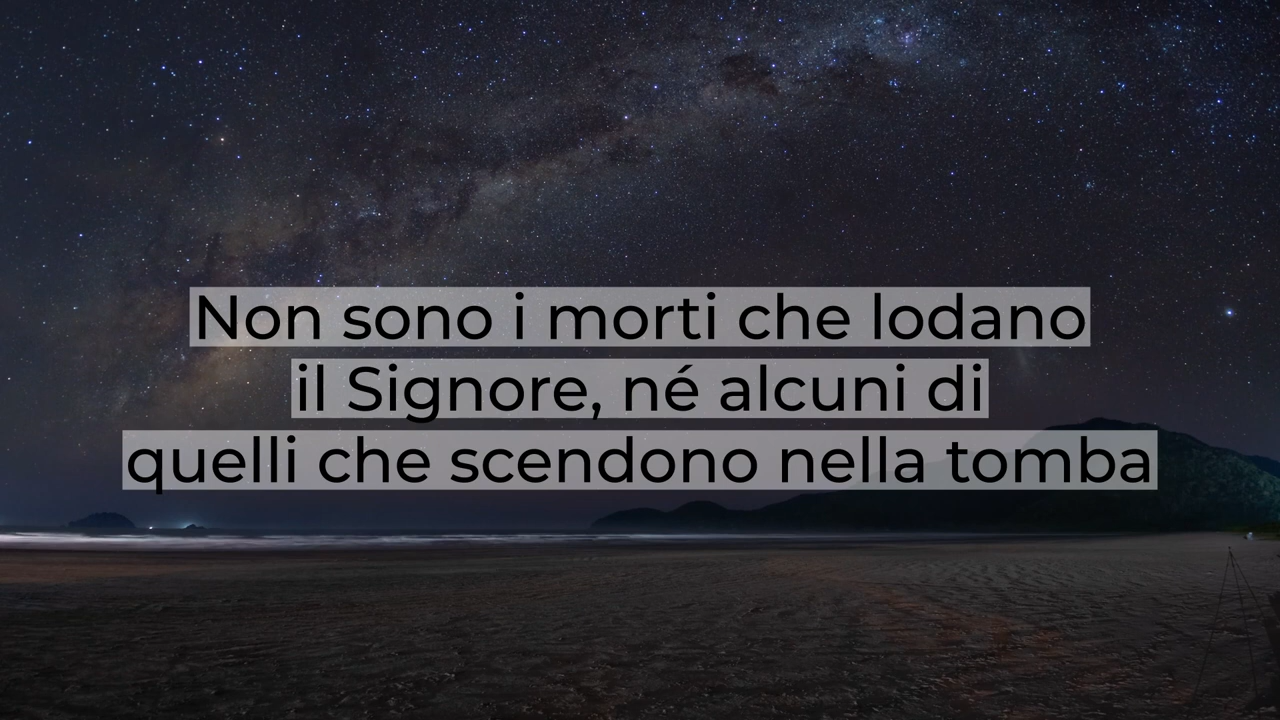 Non sono i morti che lodano
il Signore, né alcuni di
quelli che scendono nella tomba